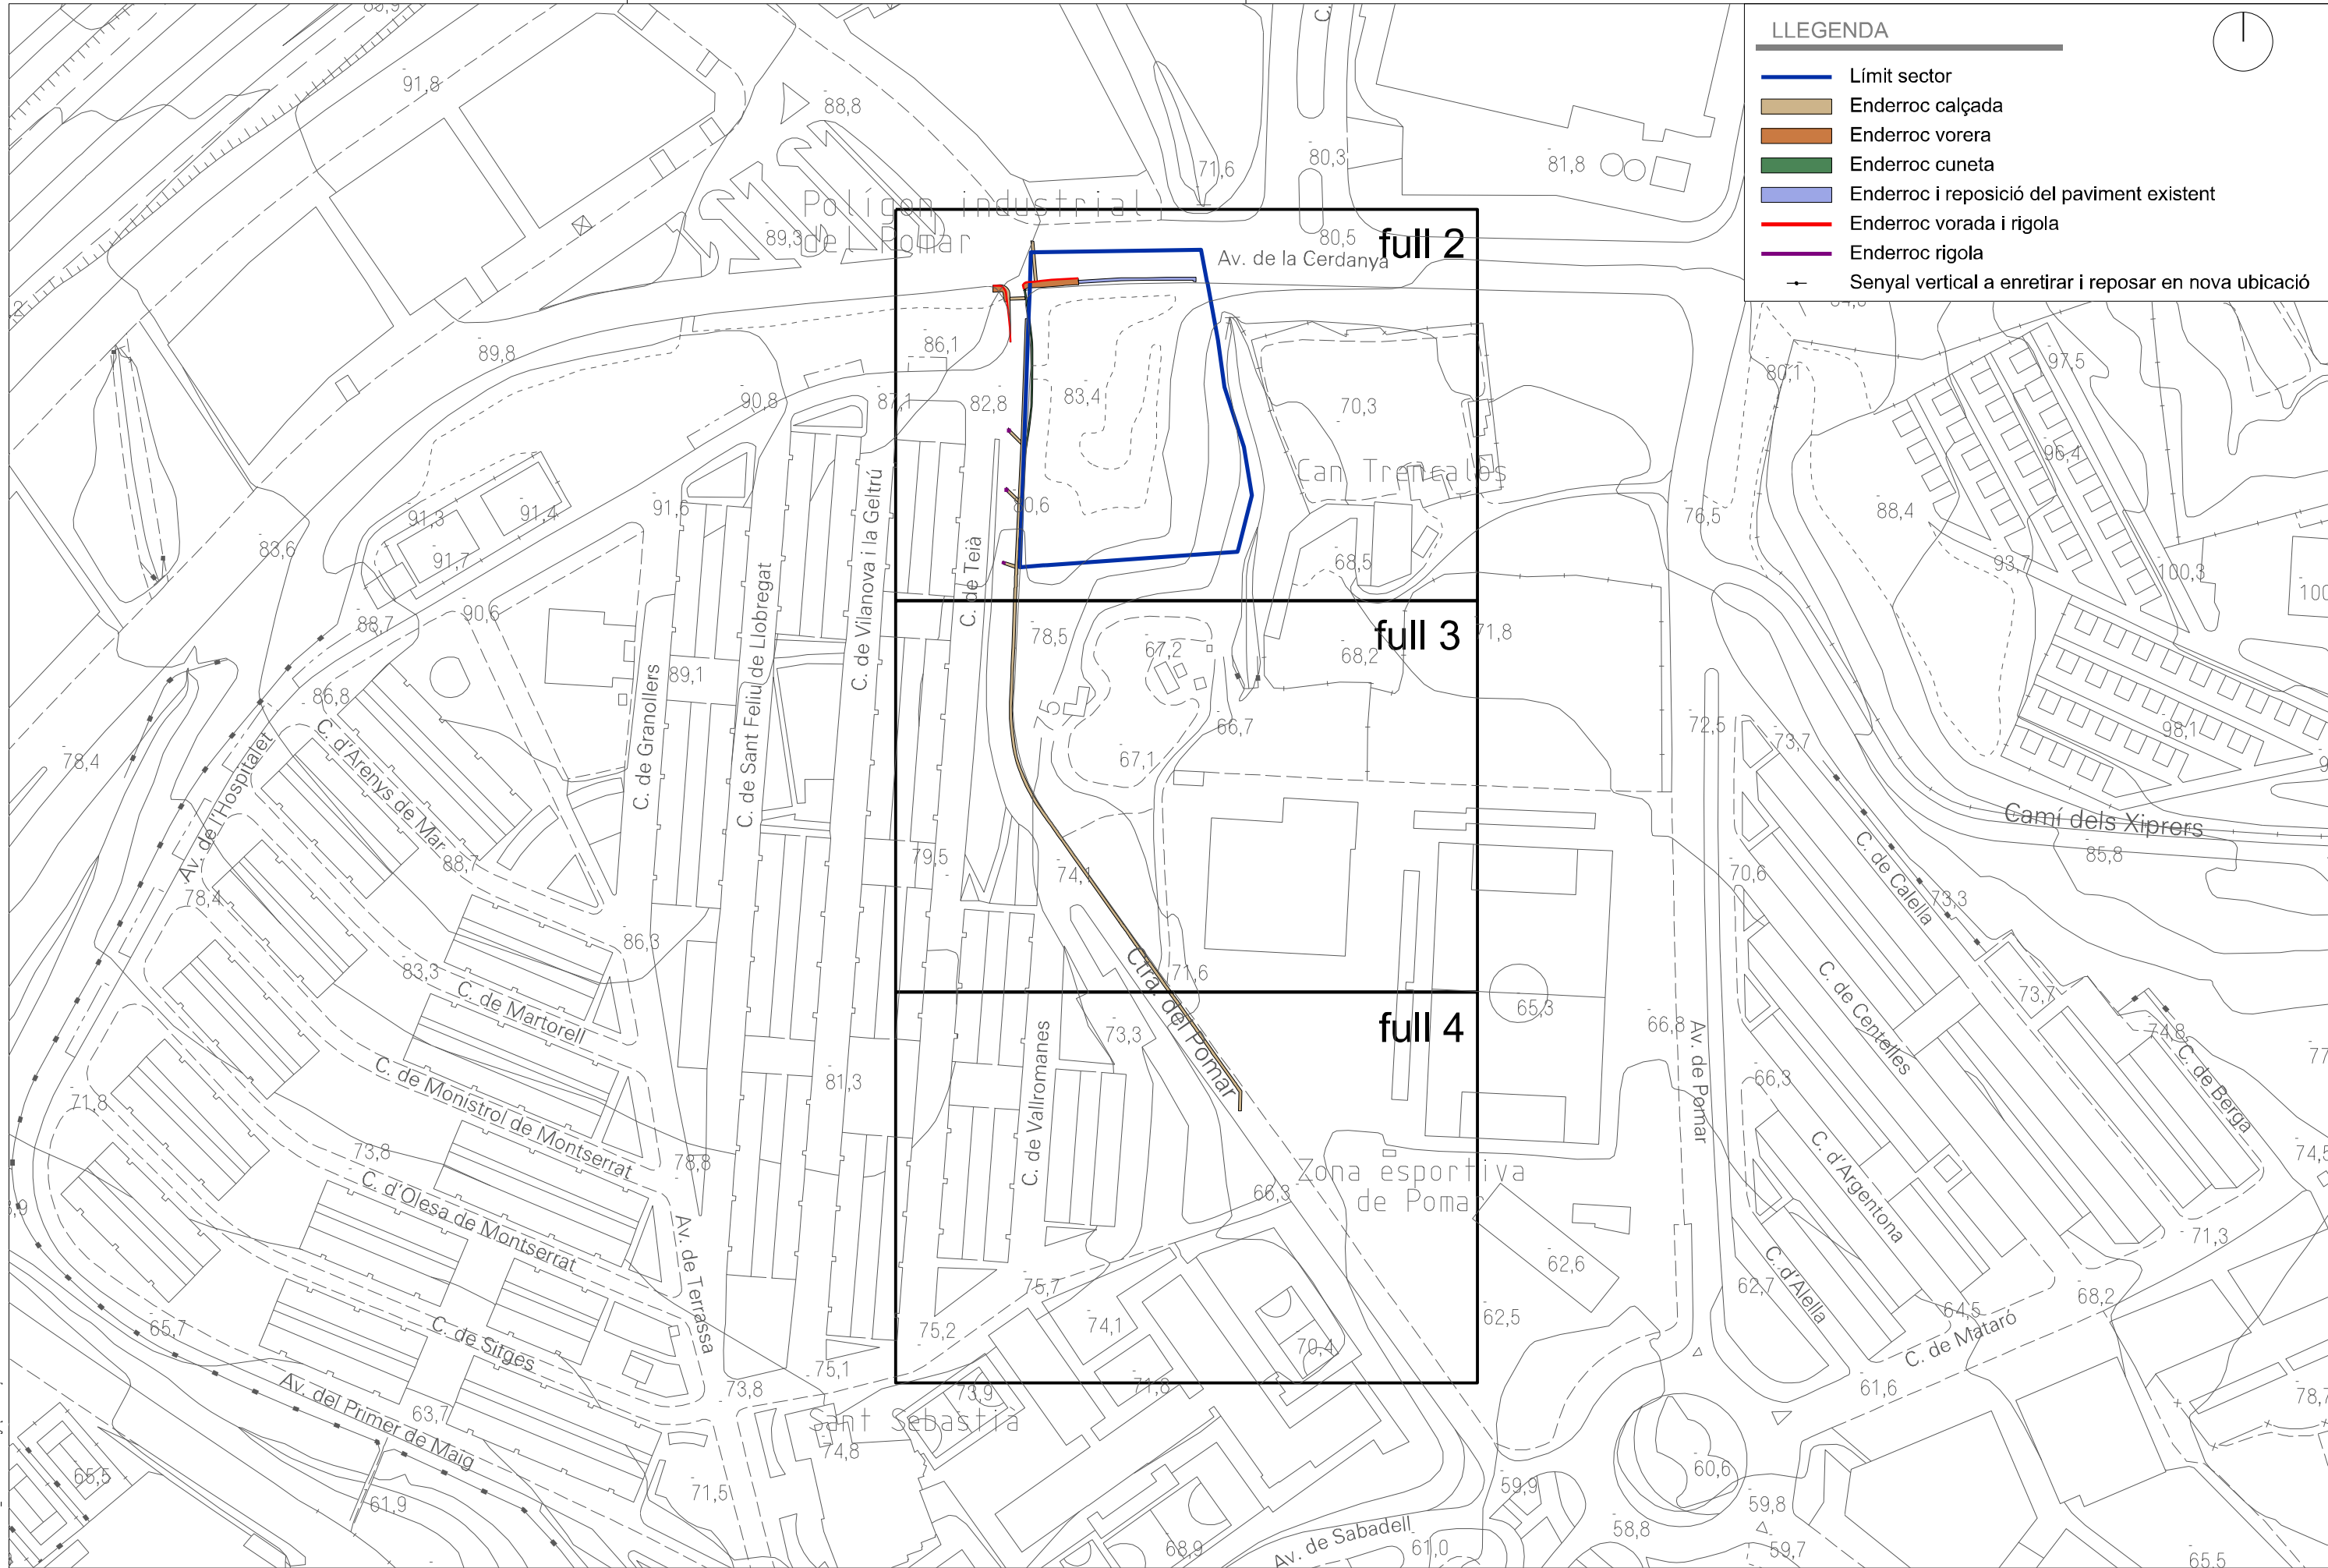 LLEGENDA
Límit sector
Enderroc calçada
Enderroc vorera
Enderroc cuneta
Enderroc i reposició del paviment existent
Enderroc vorada i rigola
Enderroc rigola
Senyal vertical a enretirar i reposar en nova ubicació
91,8
88,8
71,6
80,3
81,8
Polígon industrial
del Pomar
89,3
80,5
full 2
Av. de la Cerdanya
89,8
86,1
90,8
87,1
82,8
83,4
70,3
80,1
97,5
96,4
Can Trencalòs
91,3
91,4
91,6
91,7
83,6
80,6
76,5
88,4
68,5
93,7
100,3
C. de Vilanova i la Geltrú
C. de Teià
90,6
88,7
78,5
67,2
full 3
71,8
68,2
C. de Granollers
89,1
C. de Sant Feliu de Llobregat
86,8
C. d'Arenys de Mar
Av. de l'Hospitalet
78,4
66,7
67,1
72,5
73,7
98,1
Camí dels Xiprers
85,8
88,7
79,5
74,1
70,6
C. de Calella
73,3
78,4
86,3
83,3
C. de Martorell
71,6
Ctra. del Pomar
full 4
65,3
66,8
C. de Centelles
73,7
74,8
C. de Berga
73,3
C. de Vallromanes
Av. de Pomar
66,3
C. de Monistrol de Montserrat
81,3
71,8
73,8
78,8
C. d'Olesa de Montserrat
Zona esportiva
de Pomar
66,3
C. d'Argentona
74,5
71,3
Av. de Terrassa
62,6
C. d'Alella
62,7
68,2
65,7
C. de Sitges
75,7
75,2
74,1
70,4
62,5
64,5
C. de Mataró
Av. del Primer de Maig
63,7
73,8
75,1
73,9
71,8
61,6
78,7
Sant Sebastià
74,8
65,5
61,9
71,5
60,6
59,9
59,8
58,8
59,7
68,9
Av. de Sabadell
61,0
65,5